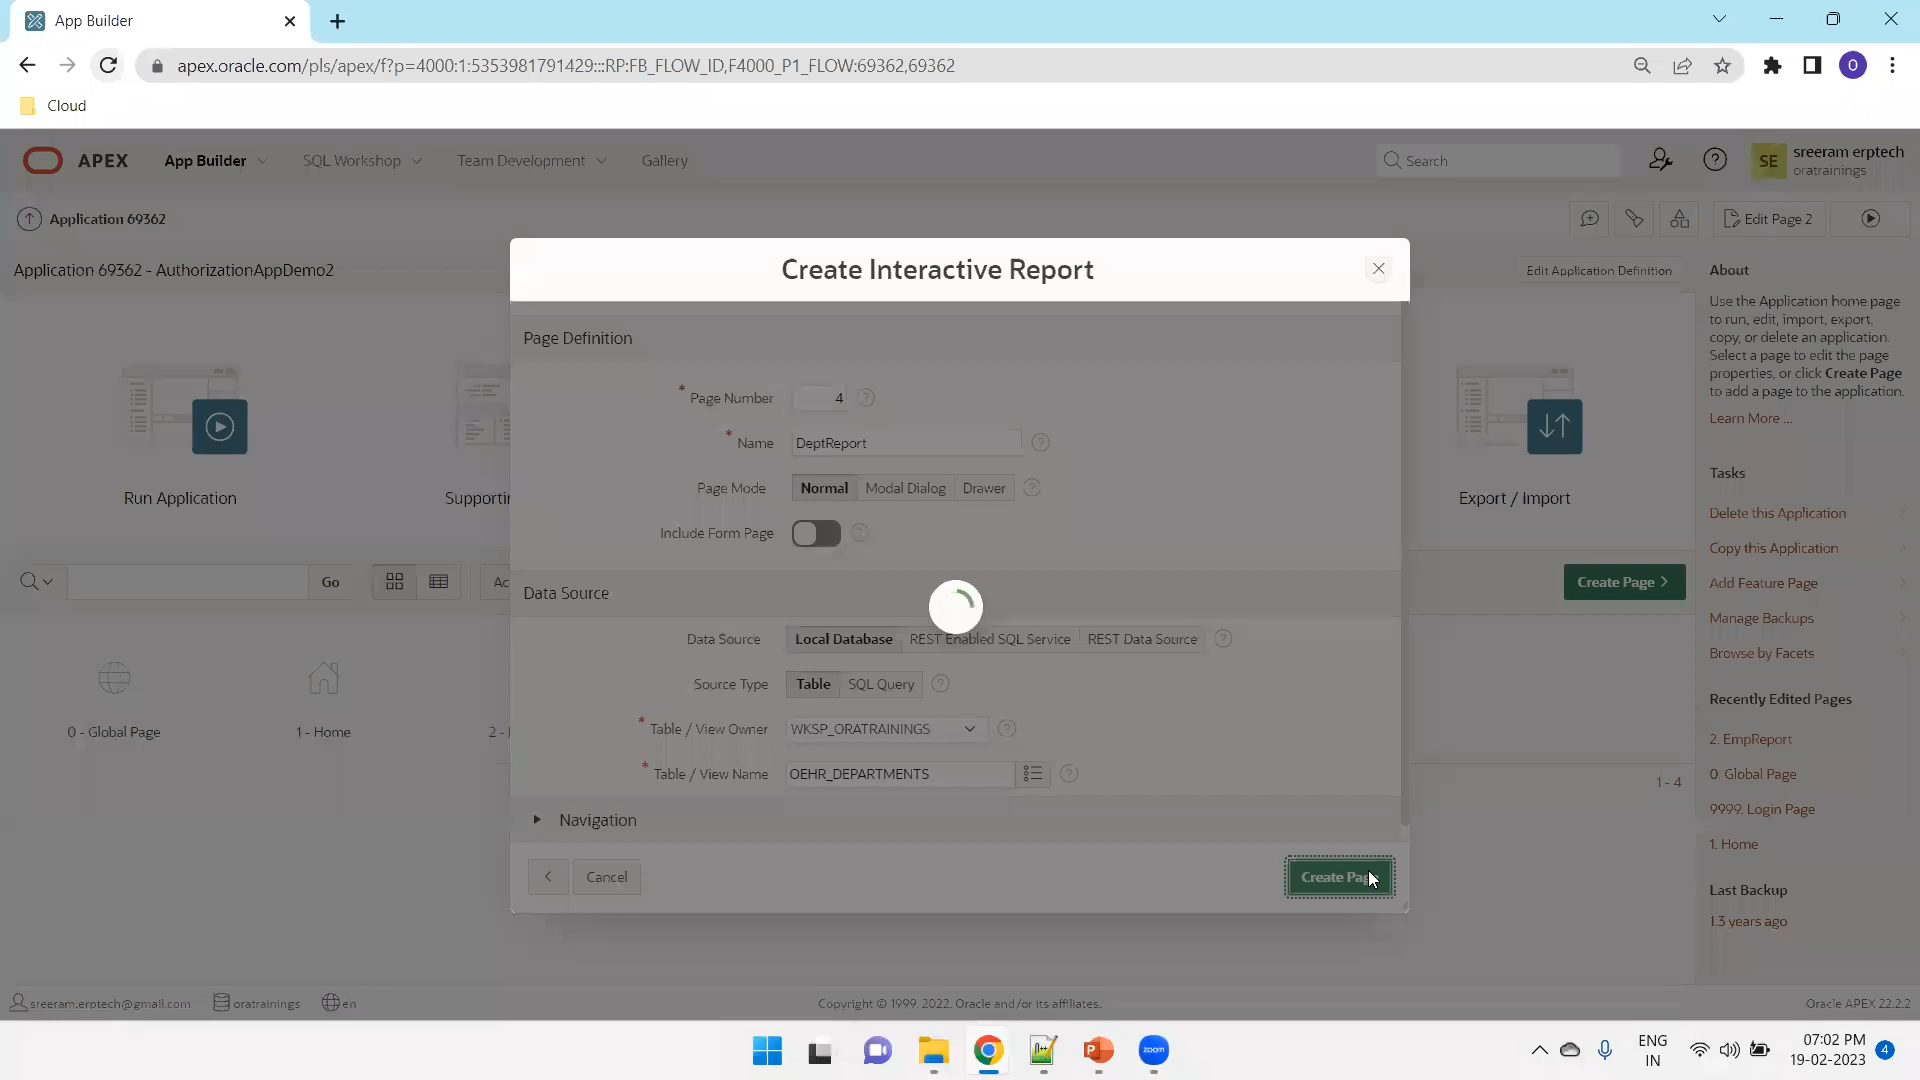 App Builder
apex.oracle.com/pls/apex/f?p=4000:1:5353981791429:::RP:FB_FLOW_ID,F4000_P1_FLOW:69362,69362
O
Cloud
APEX
App Builder
SQL Workshop
Team Development
Gallery
Search
SE
sreeram erptech
oratrainings
Application 69362
Edit Page 2
Application 69362 - AuthorizationAppDemo2
Edit Application Definition
Create Interactive Report
Page Definition
* Page Number 4
* Name DeptReport
Page Mode Normal Modal Dialog Drawer
Include Form Page
Data Source
Data Source Local Database REST Enabled SQL Service REST Data Source
Source Type Table SQL Query
* Table / View Owner WKSP_ORATRAININGS
* Table / View Name OEHR_DEPARTMENTS
Navigation
Cancel
Create Pag
Run Application
Supporti
Export / Import
Go
Ac
Create Page
0 - Global Page
1 - Home
2 -
1 - 4
About
Use the Application home page
to run, edit, import, export,
copy, or delete an application.
Select a page to edit the page
properties, or click Create Page
to add a page to the application.
Learn More ...
Tasks
Delete this Application
Copy this Application
Add Feature Page
Manage Backups
Browse by Facets
Recently Edited Pages
2. EmpReport
0. Global Page
9999. Login Page
1. Home
Last Backup
1.3 years ago
sreeram.erptech@gmail.com
oratrainings
en
Copyright © 1999, 2022, Oracle and/or its affiliates.
Oracle APEX 22.2.2
zoom
ENG
IN
07:02 PM
19-02-2023
4